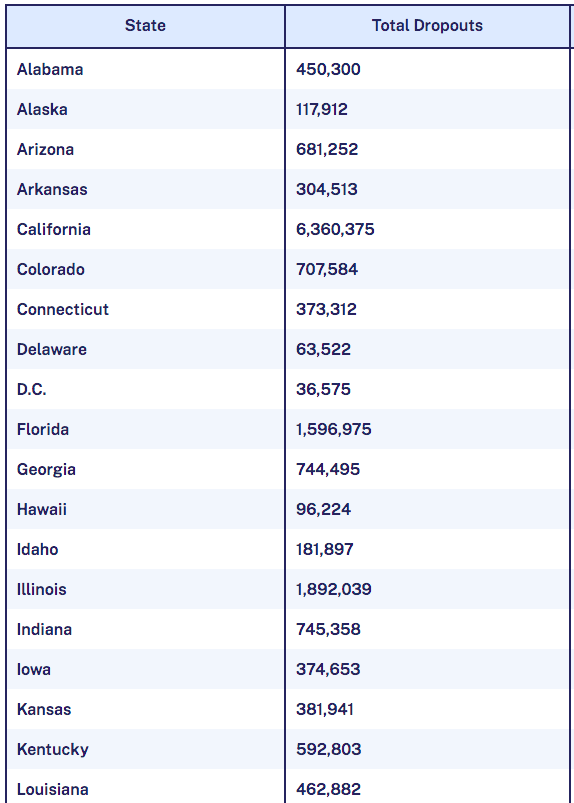 State Total Dropouts
Alabama 450,300
Alaska 117,912
Arizona 681,252
Arkansas 304,513
California 6,360,375
Colorado 707,584
Connecticut 373,312
Delaware 63,522
D.C. 36,575
Florida 1,596,975
Georgia 744,495
Hawaii 96,224
Idaho 181,897
Illinois 1,892,039
Indiana 745,358
Iowa 374,653
Kansas 381,941
Kentucky 592,803
Louisiana 462,882